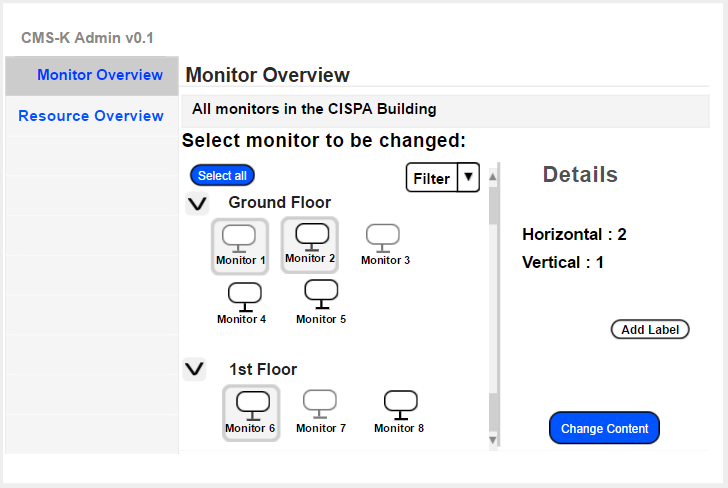 CMS-K Admin v0.1
Monitor Overview
Resource Overview
Monitor Overview
All monitors in the CISPA Building
Select monitor to be changed:
Select all
Filter
Ground Floor
Monitor 1
Monitor 2
Monitor 3
Monitor 4
Monitor 5
1st Floor
Monitor 6
Monitor 7
Monitor 8
Details
Horizontal : 2
Vertical : 1
Add Label
Change Content